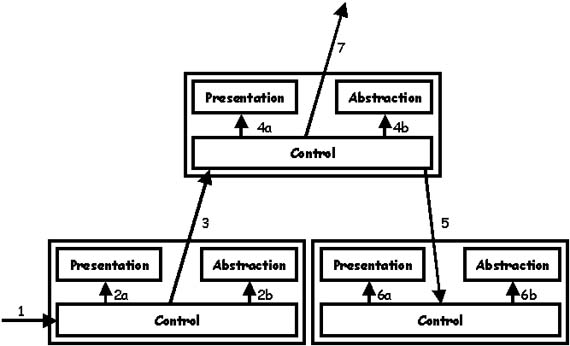 7
Presentation Abstraction
4a 4b
Control
3 5
Presentation Abstraction Presentation Abstraction
2a 2b 6a 6b
1 Control Control